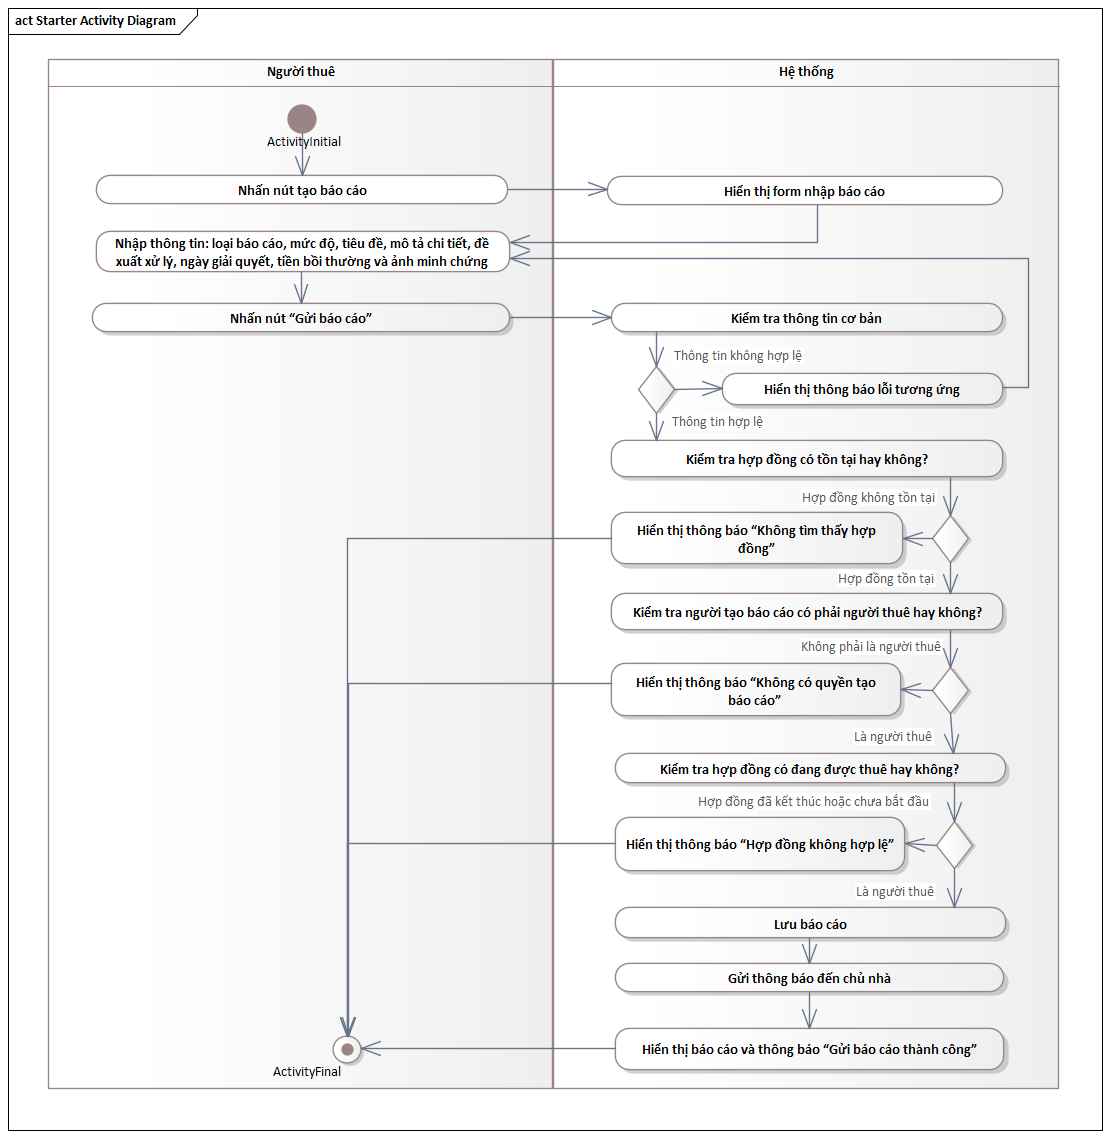 act Starter Activity Diagram
Người thuê
Hệ thống
ActivityInitial
Nhấn nút tạo báo cáo
Hiển thị form nhập báo cáo
Nhập thông tin: loại báo cáo, mức độ, tiêu đề, mô tả chi tiết, đề
xuất xử lý, ngày giải quyết, tiền bồi thường và ảnh minh chứng
Nhấn nút “Gửi báo cáo”
Kiểm tra thông tin cơ bản
Thông tin không hợp lệ
Hiển thị thông báo lỗi tương ứng
Thông tin hợp lệ
Kiểm tra hợp đồng có tồn tại hay không?
Hợp đồng không tồn tại
Hiển thị thông báo “Không tìm thấy hợp
đồng”
Hợp đồng tồn tại
Kiểm tra người tạo báo cáo có phải người thuê hay không?
Không phải là người thuê
Hiển thị thông báo “Không có quyền tạo
báo cáo”
Là người thuê
Kiểm tra hợp đồng có đang được thuê hay không?
Hợp đồng đã kết thúc hoặc chưa bắt đầu
Hiển thị thông báo “Hợp đồng không hợp lệ”
Là người thuê
Lưu báo cáo
Gửi thông báo đến chủ nhà
Hiển thị báo cáo và thông báo “Gửi báo cáo thành công”
ActivityFinal